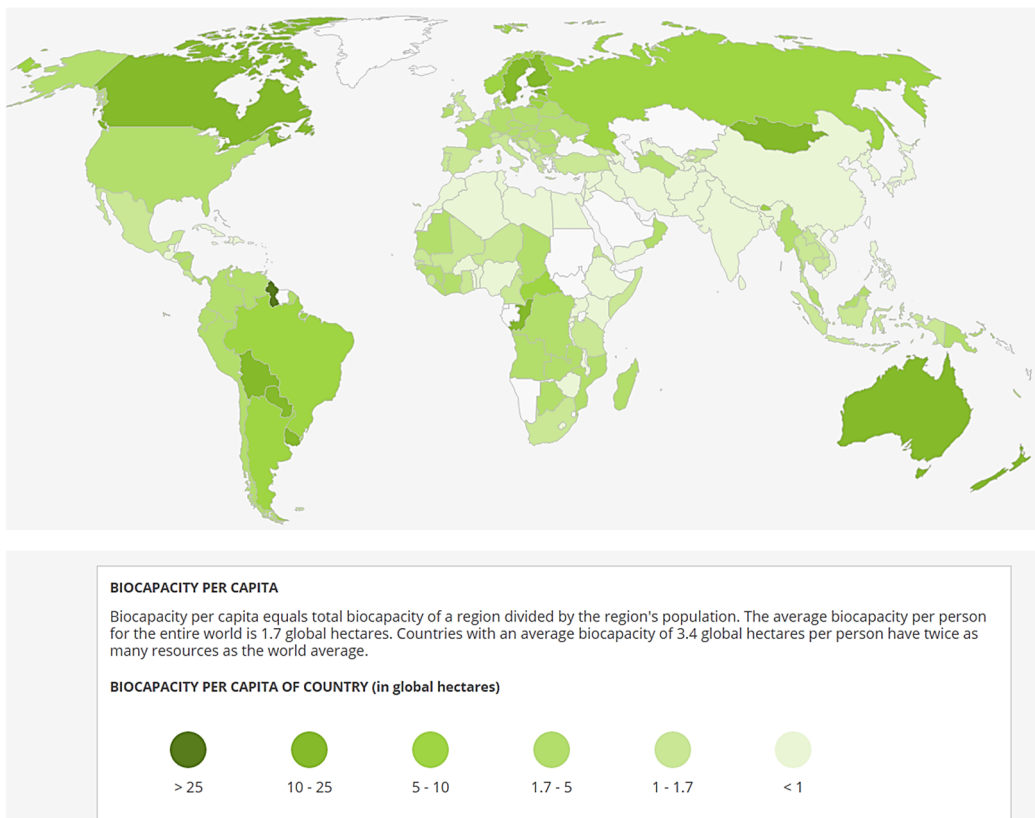 BIOCAPACITY PER CAPITA
Biocapacity per capita equals total biocapacity of a region divided by the region's population. The average biocapacity per person
for the entire world is 1.7 global hectares. Countries with an average biocapacity of 3.4 global hectares per person have twice as
many resources as the world average.
BIOCAPACITY PER CAPITA OF COUNTRY (in global hectares)
> 25 10 - 25 5 - 10 1.7 - 5 1 - 1.7 < 1